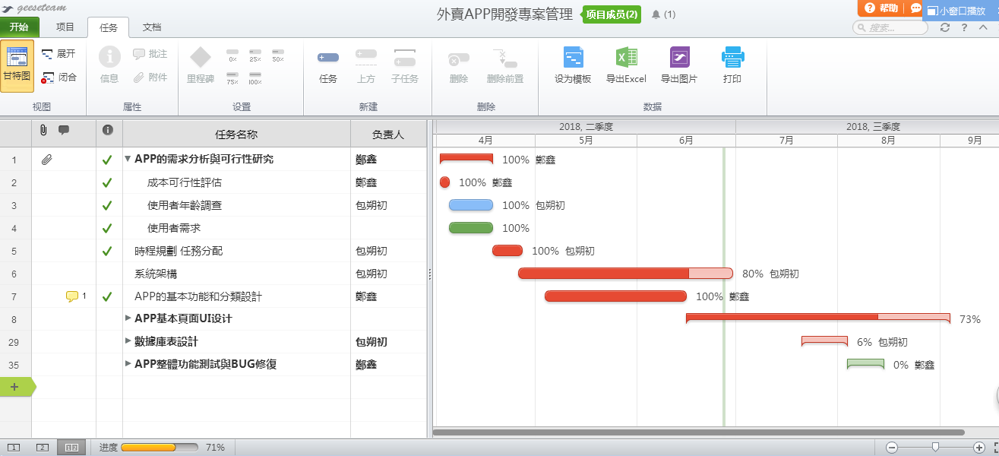 geeseteam
外賣APP開發專案管理 项目成员(2) (1)
帮助
小窗口播放
开始 项目 任务 文档
搜索...
?
甘特图 展开 闭合
视图
信息 批注 附件
属性
里程碑 0% 25% 50% 75% 100%
设置
任务 上方 子任务
新建
删除 删除前置
删除
设为模板 导出Excel 导出图片 打印
数据
任务名称 负责人
2018, 二季度 2018, 三季度
4月 5月 6月 7月 8月 9月
1 APP的需求分析與可行性研究 鄭鑫 100% 鄭鑫
2 成本可行性評估 鄭鑫 100% 鄭鑫
3 使用者年齡調查 包朔初 100% 包朔初
4 使用者需求 100%
5 時程規劃 任務分配 包朔初 100% 包朔初
6 系統架構 包朔初 80% 包朔初
7 1 APP的基本功能和分類設計 鄭鑫 100% 鄭鑫
8 APP基本頁面UI设计 73%
29 數據庫表設計 包朔初 6% 包朔初
35 APP整體功能測試與BUG修復 鄭鑫 0% 鄭鑫
+
1 2 12 进度 71%